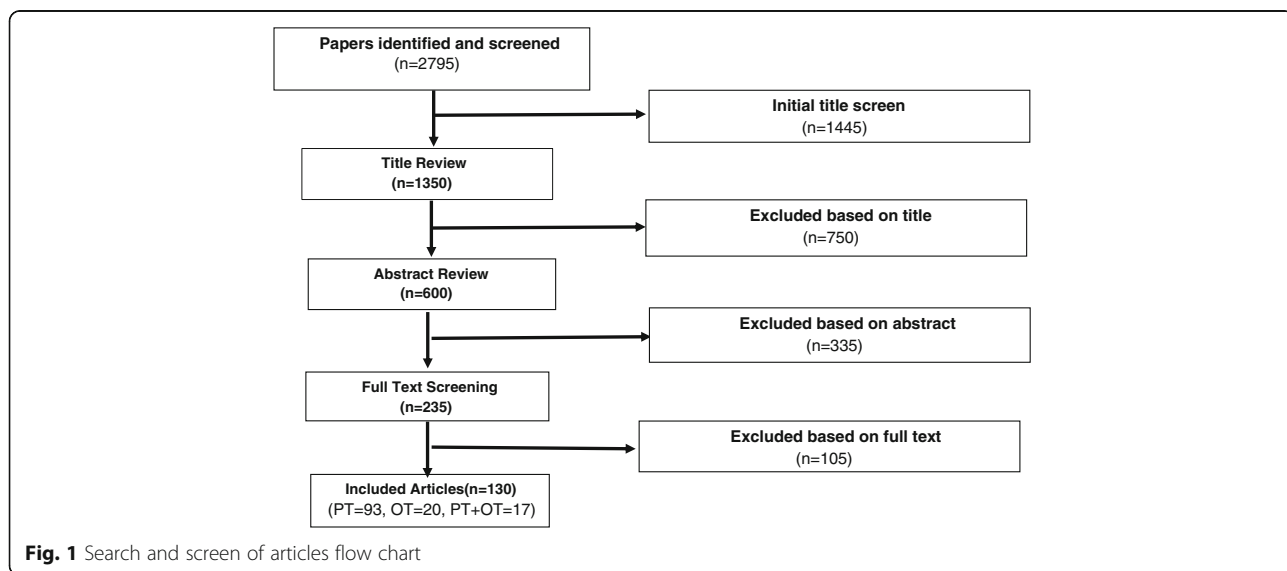 Papers identified and screened
(n=2795)
Initial title screen
(n=1445)
Title Review
(n=1350)
Excluded based on title
(n=750)
Abstract Review
(n=600)
Excluded based on abstract
(n=335)
Full Text Screening
(n=235)
Excluded based on full text
(n=105)
Included Articles(n=130)
(PT=93, OT=20, PT+OT=17)
Fig. 1 Search and screen of articles flow chart